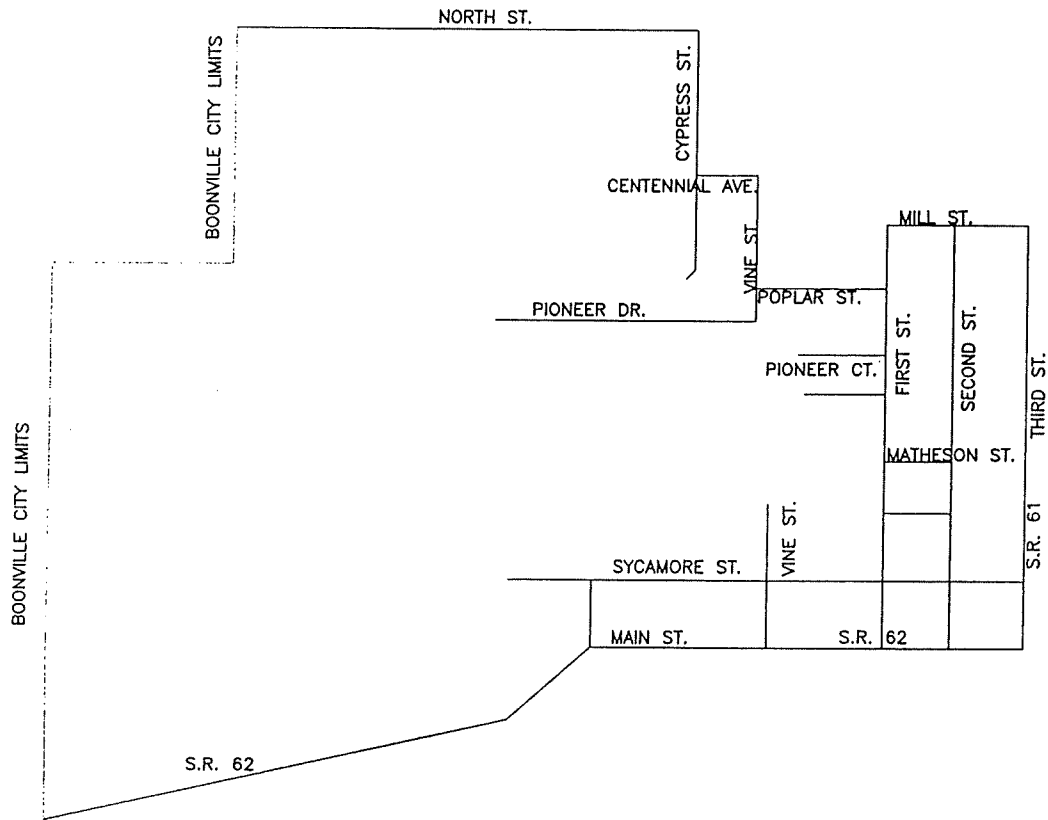 NORTH ST.
BOONVILLE CITY LIMITS
CYPRESS ST.
CENTENNIAL AVE.
MILL ST.
VINE ST.
POPLAR ST.
PIONEER DR.
FIRST ST.
SECOND ST.
PIONEER CT.
THIRD ST.
BOONVILLE CITY LIMITS
MATHESON ST.
VINE ST.
S.R. 61
SYCAMORE ST.
MAIN ST.
S.R. 62
S.R. 62